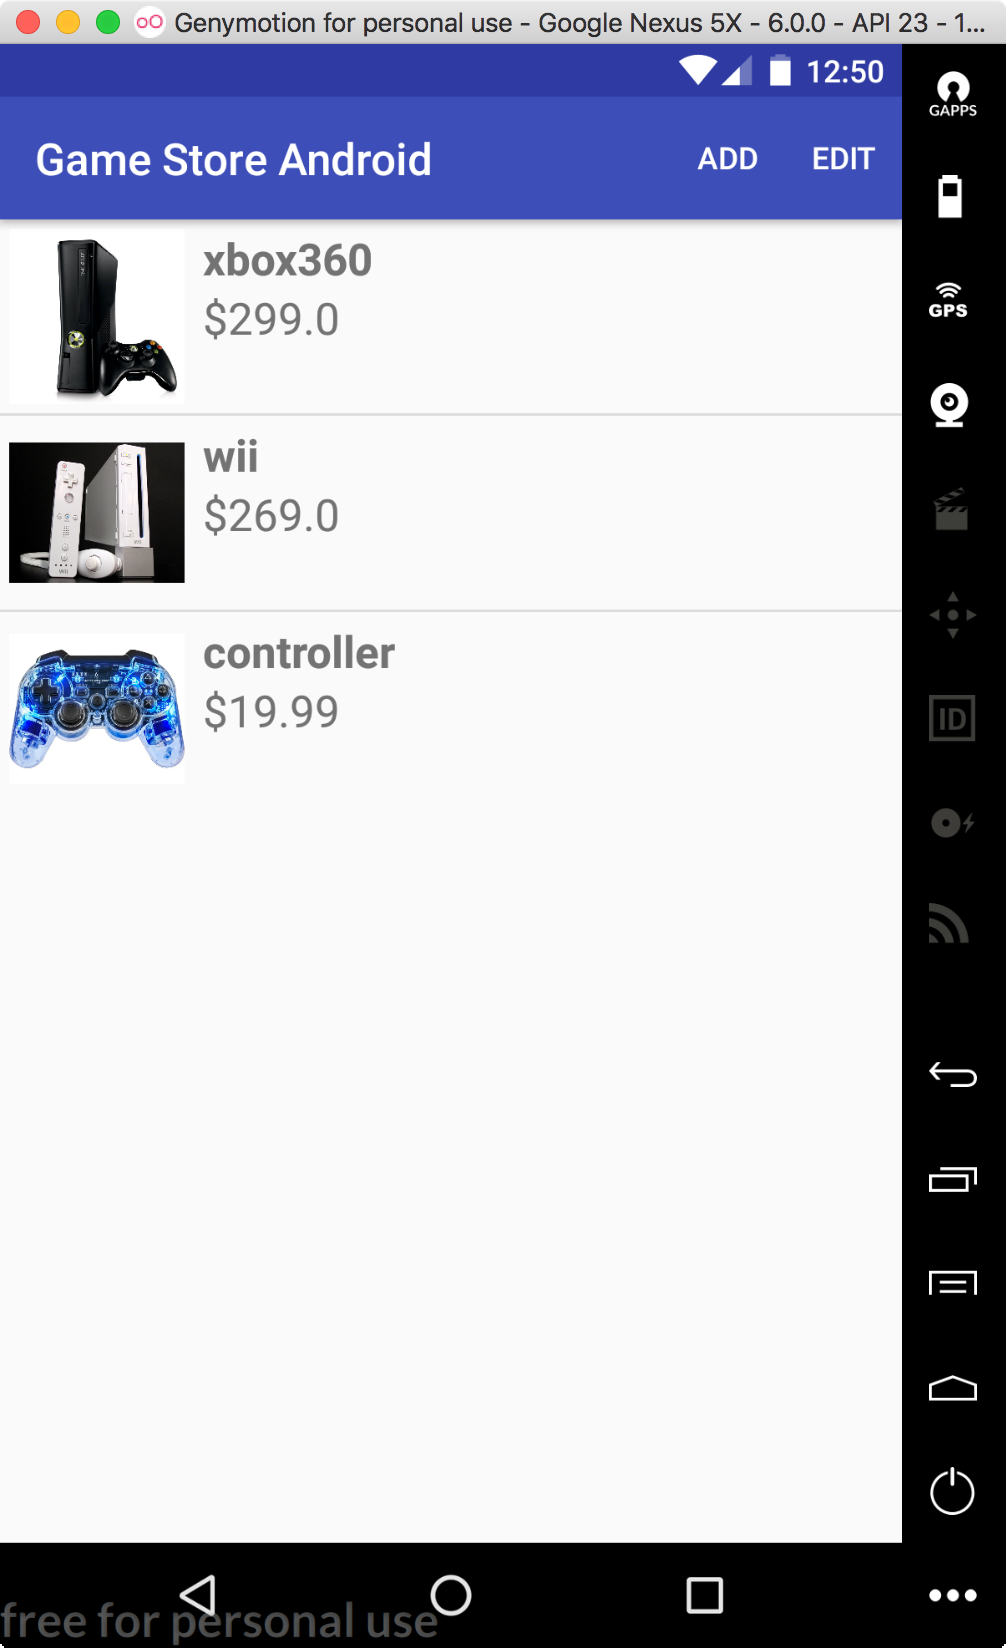 Genymotion for personal use - Google Nexus 5X - 6.0.0 - API 23 - 1...
12:50
GAPPS
Game Store Android
ADD
EDIT
xbox360
$299.0
GPS
wii
$269.0
controller
$19.99
ID
free for personal use